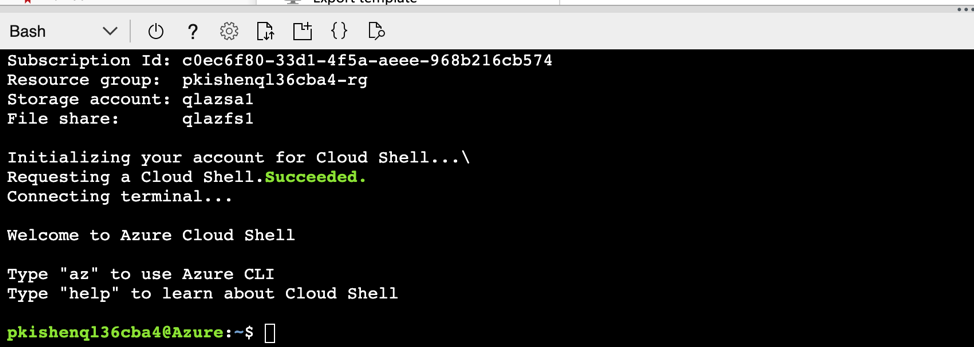 Export template
Bash
Subscription Id: c0ec6f80-33d1-4f5a-aeee-968b216cb574
Resource group:  pkishenql36cba4-rg
Storage account: qlazsa1
File share:      qlazfs1
Initializing your account for Cloud Shell...\
Requesting a Cloud Shell.Succeeded.
Connecting terminal...
Welcome to Azure Cloud Shell
Type "az" to use Azure CLI
Type "help" to learn about Cloud Shell
pkishenql36cba4@Azure:~$